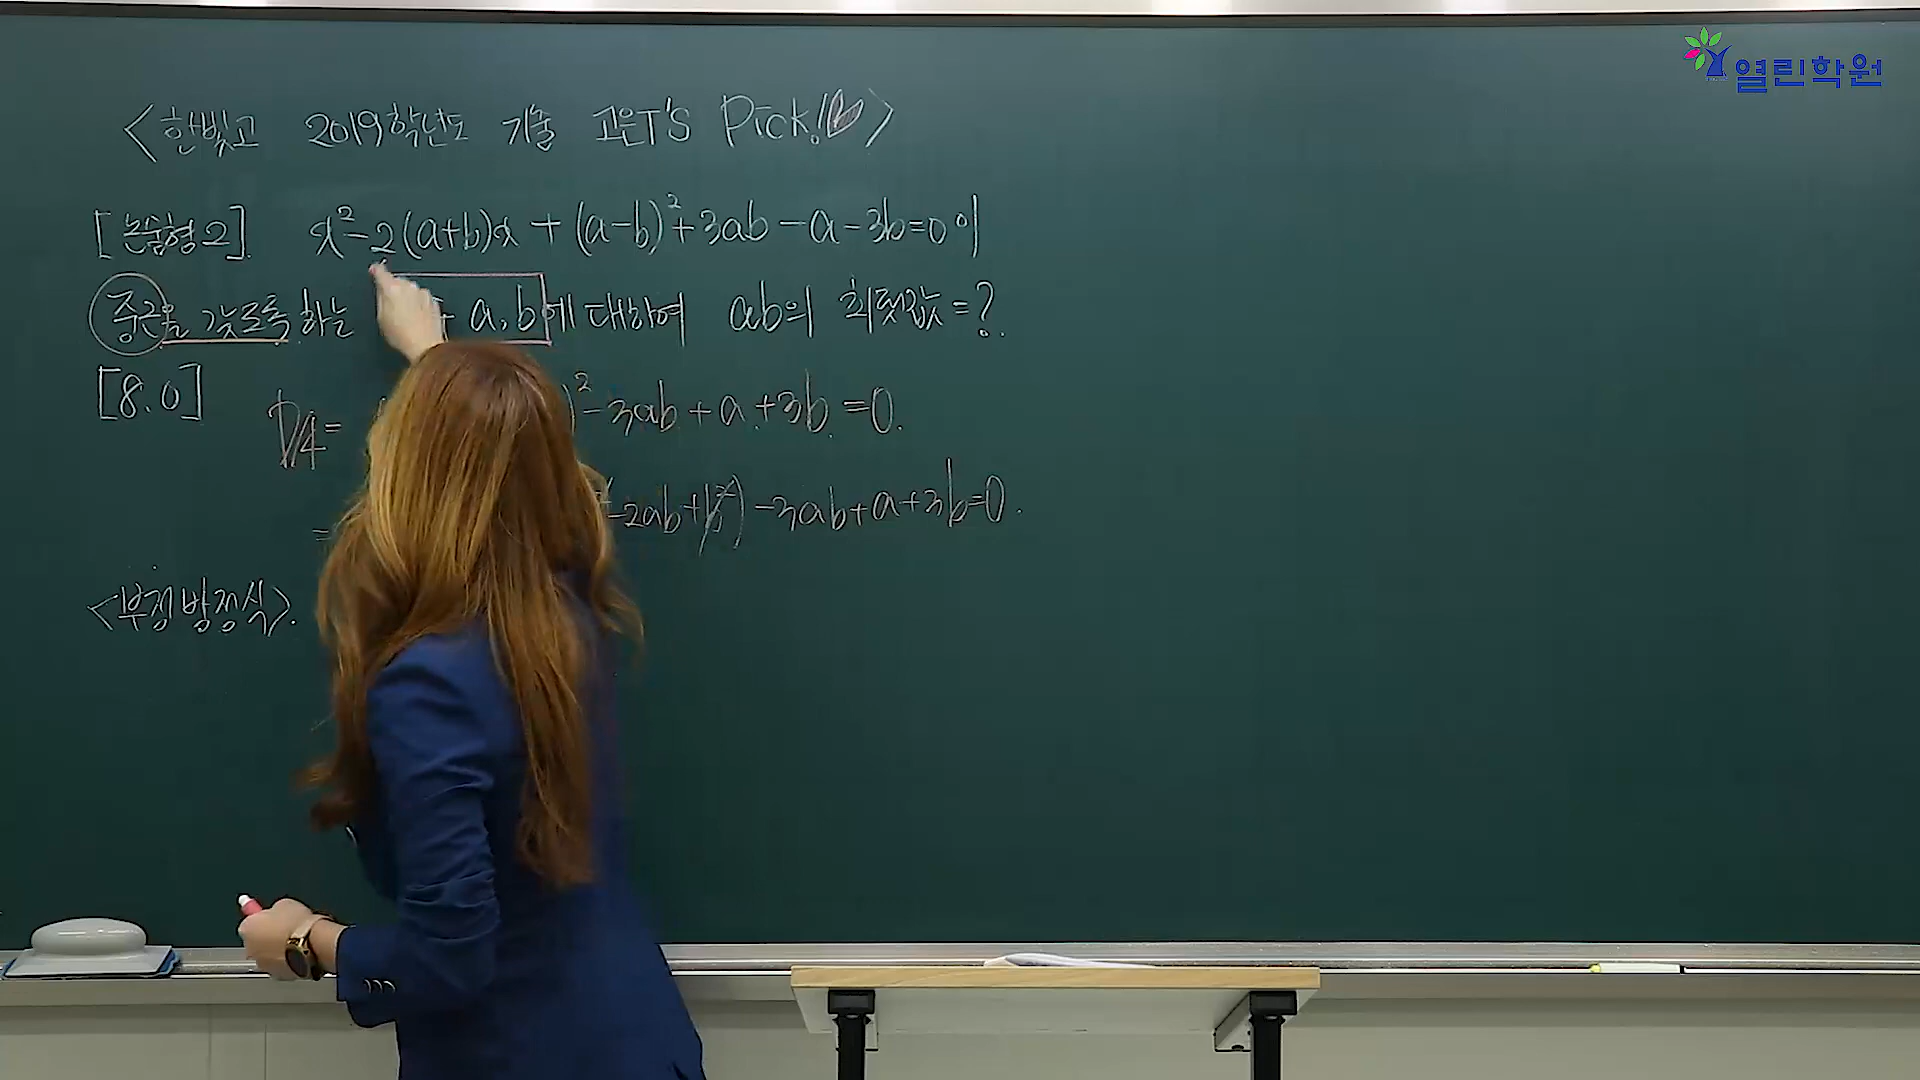 열린학원
<한빛고 2019학년도 기출 고은T'S Pick!>
[논술형2]. x²-2(a+b)x + (a-b)²+3ab-a-3b=0이
중근을 갖도록 하는 a, b에 대하여 ab의 최댓값=?
[8.0]
D/4= )²-3ab+a+3b=0.
= -2ab+b²)-3ab+a+3b=0.
<부정방정식>.